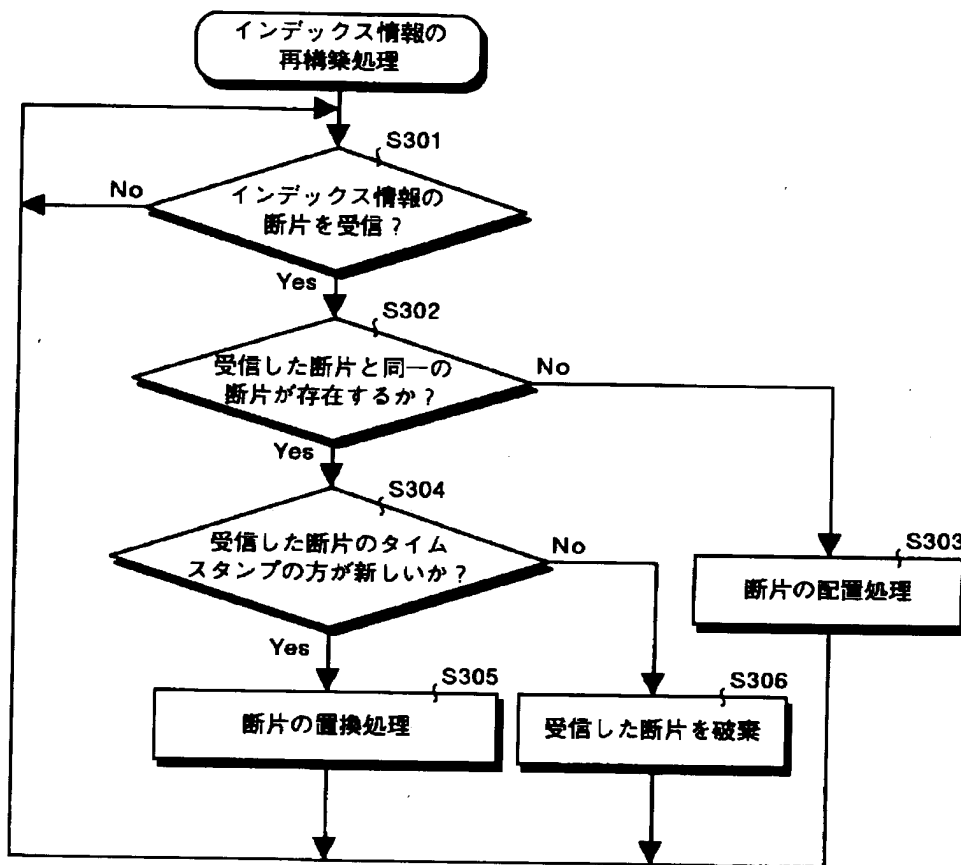 インデックス情報の
再構築処理
S301
No
インデックス情報の
断片を受信？
Yes
S302
No
受信した断片と同一の
断片が存在するか？
Yes
S304
受信した断片のタイム
スタンプの方が新しいか？
No
S303
断片の配置処理
Yes
S305
断片の置換処理
S306
受信した断片を破棄